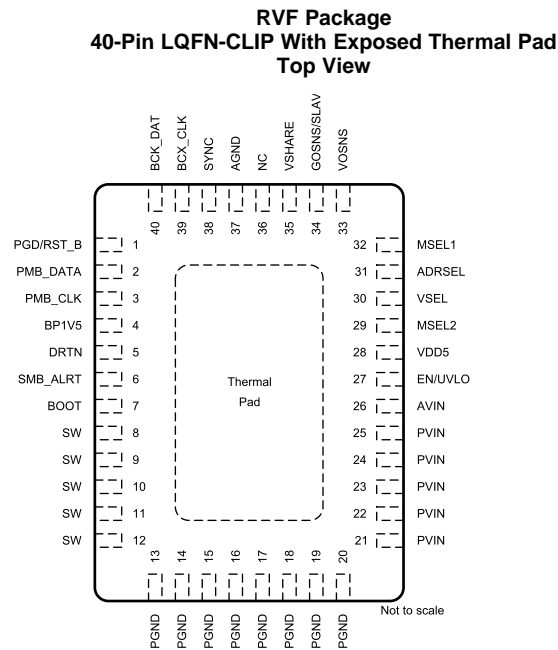 RVF Package
40-Pin LQFN-CLIP With Exposed Thermal Pad
Top View
BCK_DAT
BCX_CLK
SYNC
AGND
NC
VSHARE
GOSNS/SLAV
VOSNS
40
39
38
37
36
35
34
33
PGD/RST_B 1
PMB_DATA 2
PMB_CLK 3
BP1V5 4
DRTN 5
SMB_ALRT 6
BOOT 7
SW 8
SW 9
SW 10
SW 11
SW 12
Thermal
Pad
32 MSEL1
31 ADRSEL
30 VSEL
29 MSEL2
28 VDD5
27 EN/UVLO
26 AVIN
25 PVIN
24 PVIN
23 PVIN
22 PVIN
21 PVIN
13
14
15
16
17
18
19
20
PGND
PGND
PGND
PGND
PGND
PGND
PGND
PGND
Not to scale